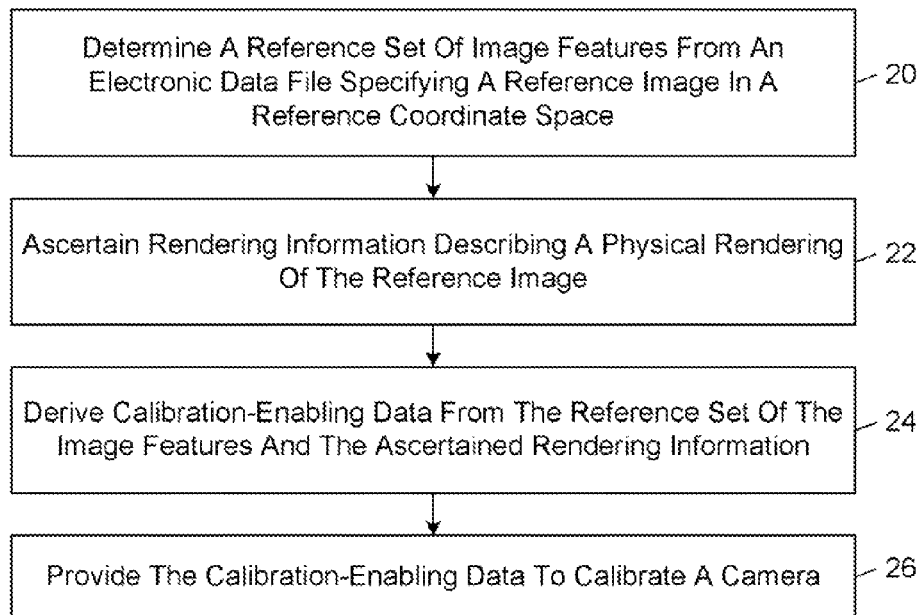 Determine A Reference Set Of Image Features From An
Electronic Data File Specifying A Reference Image In A
Reference Coordinate Space
20
Ascertain Rendering Information Describing A Physical Rendering
Of The Reference Image
22
Derive Calibration-Enabling Data From The Reference Set Of The
Image Features And The Ascertained Rendering Information
24
Provide The Calibration-Enabling Data To Calibrate A Camera
26